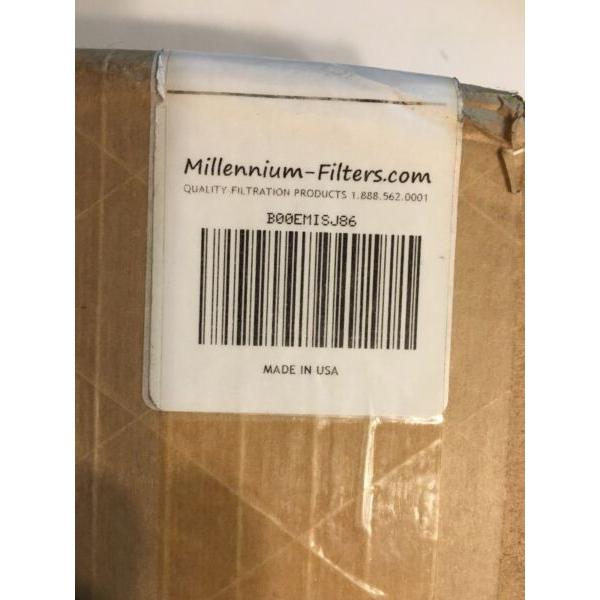 Millennium-Filters.com
QUALITY FILTRATION PRODUCTS 1.888.562.0001
B00EMISJ86
MADE IN USA